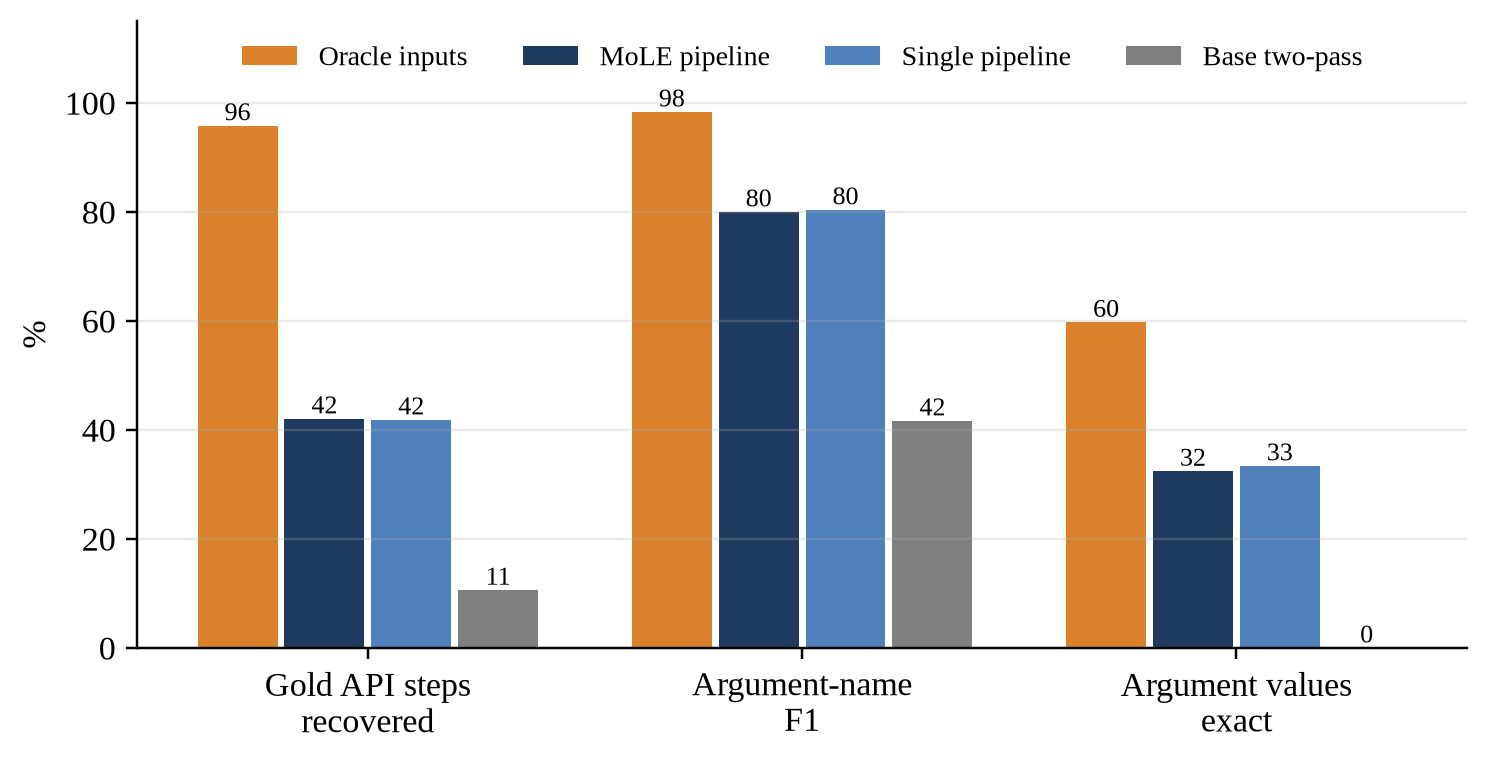 Oracle inputs MoLE pipeline Single pipeline Base two-pass
100
80
60
40
20
0
%
96
42
42
11
98
80
80
42
60
32
33
0
Gold API steps
recovered
Argument-name
F1
Argument values
exact